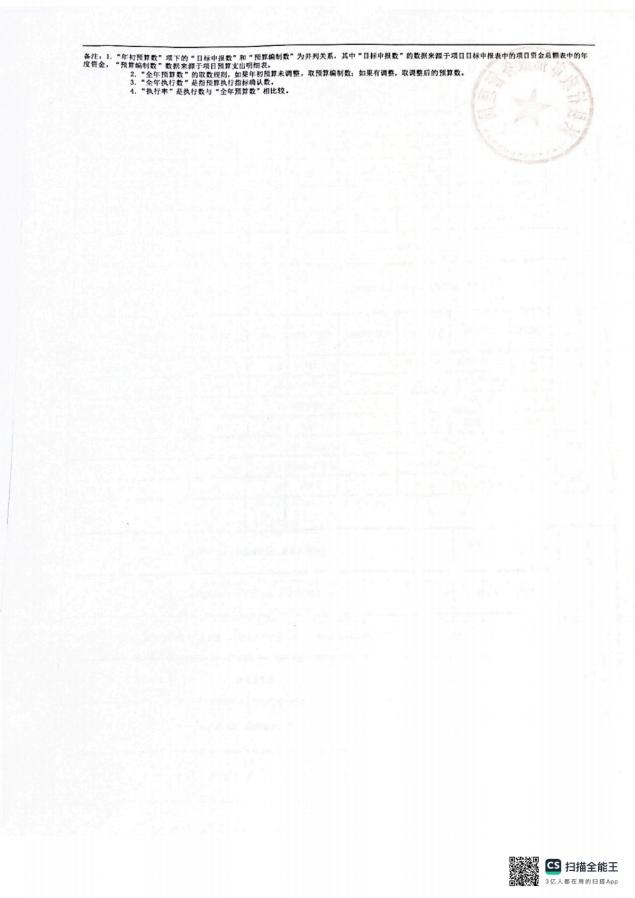 备注：1.“年初预算数”项下的“目标申报数”和“预算编制数”为并列关系，其中“目标申报数”的数据来源于项目目标申报表中的项目资金总额表中的年
度资金，“预算编制数”数据来源于项目预算支出明细表。
2.“全年预算数”的取数规则，如果年初预算未调整，取预算编制数；如果有调整，取调整后的预算数。
3.“全年执行数”是指预算执行指标确认数。
4.“执行率”是执行数与“全年预算数”相比较。
CS 扫描全能王
3亿人都在用的扫描App